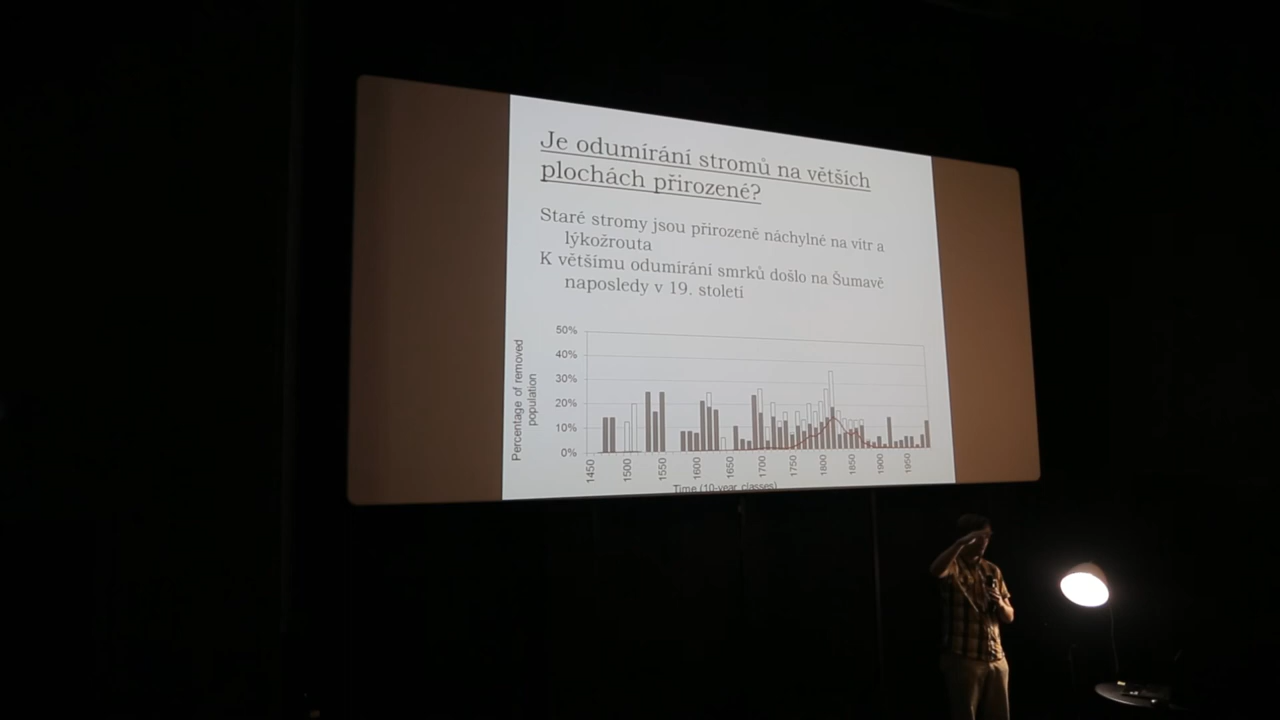 Je odumírání stromů na větších
plochách přirozené?
Staré stromy jsou přirozeně náchylné na vítr a
lýkožrouta
K většímu odumírání smrků došlo na Šumavě
naposledy v 19. století
Percentage of removed
population
50%
40%
30%
20%
10%
0%
1450
1500
1550
1600
1650
1700
1750
1800
1850
1900
1950
Time (10-year classes)